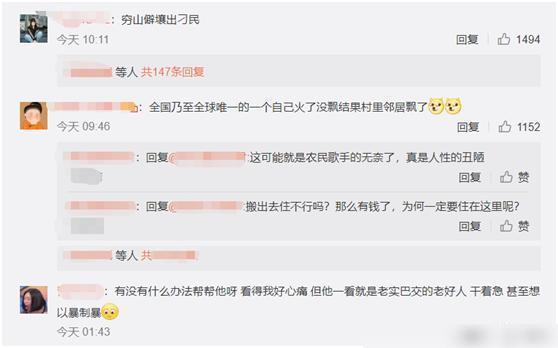 ：穷山僻壤出刁民
今天 10:11
回复 1494
等人 共147条回复
：全国乃至全球唯一的一个自己火了没飘结果村里邻居飘了
今天 09:46
回复 1152
：回复@ :这可能就是农民歌手的无奈了，真是人性的丑陋
回复 赞
：回复@ :搬出去住不行吗？那么有钱了，为何一定要住在这里呢？
回复 赞
等人 共
：有没有什么办法帮帮他呀 看得我好心痛 但他一看就是老实巴交的老好人 干着急 甚至想
以暴制暴
今天 01:43